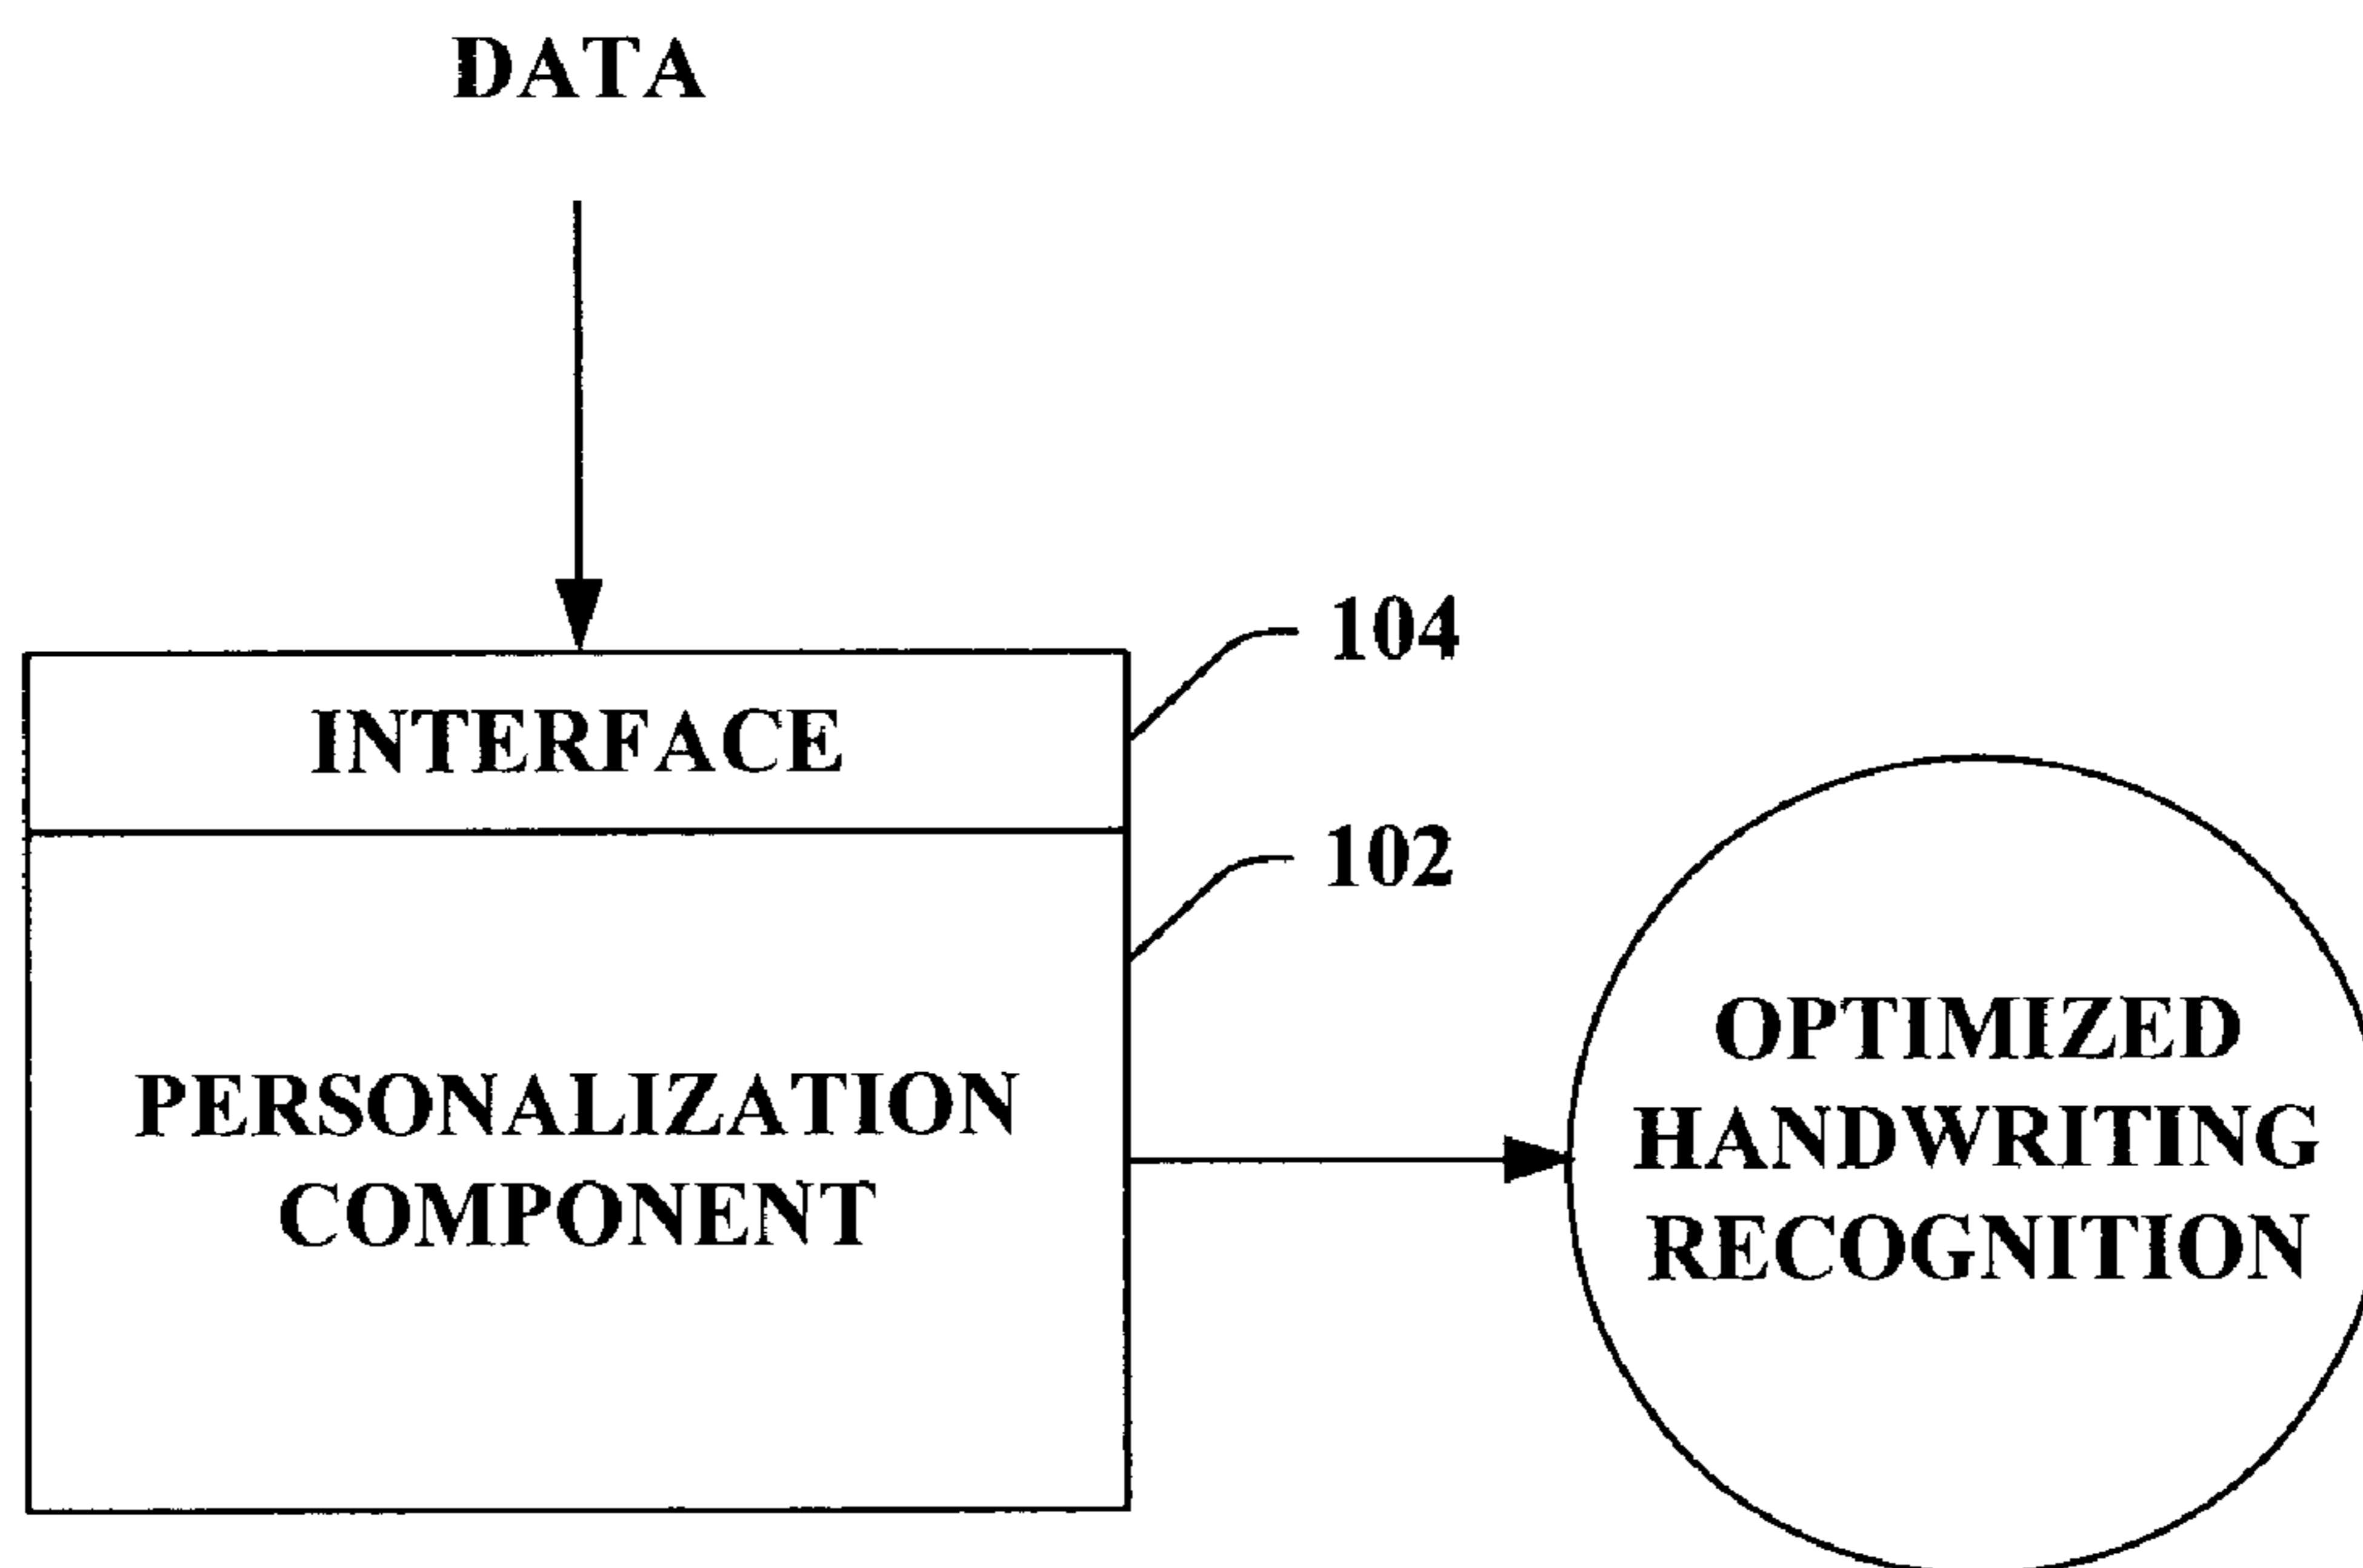 DATA
104
INTERFACE
102
PERSONALIZATION
COMPONENT
OPTIMIZED
HANDWRITING
RECOGNITION